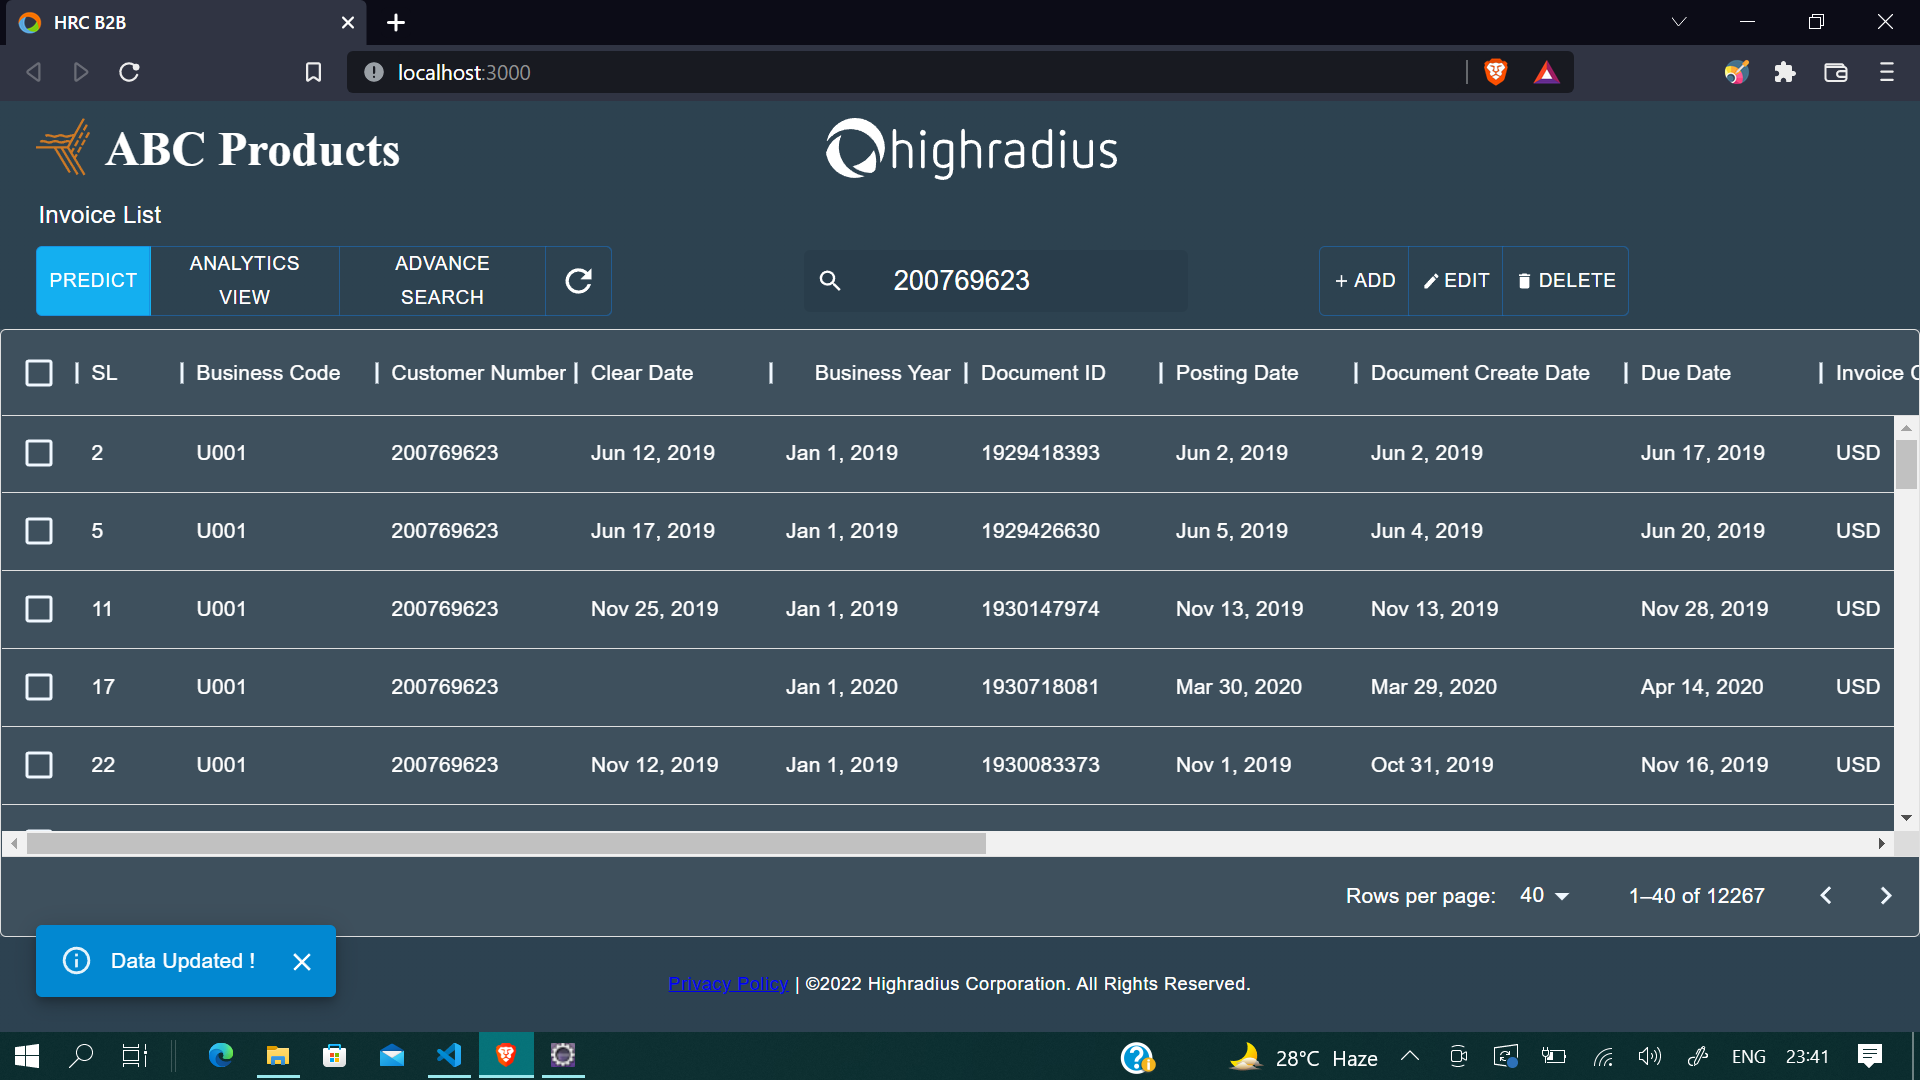 HRC B2B
localhost:3000
ABC Products
highradius
Invoice List
PREDICT
ANALYTICS
VIEW
ADVANCE
SEARCH
200769623
+ ADD
EDIT
DELETE
SL Business Code Customer Number Clear Date Business Year Document ID Posting Date Document Create Date Due Date Invoice
2 U001 200769623 Jun 12, 2019 Jan 1, 2019 1929418393 Jun 2, 2019 Jun 2, 2019 Jun 17, 2019 USD
5 U001 200769623 Jun 17, 2019 Jan 1, 2019 1929426630 Jun 5, 2019 Jun 4, 2019 Jun 20, 2019 USD
11 U001 200769623 Nov 25, 2019 Jan 1, 2019 1930147974 Nov 13, 2019 Nov 13, 2019 Nov 28, 2019 USD
17 U001 200769623 Jan 1, 2020 1930718081 Mar 30, 2020 Mar 29, 2020 Apr 14, 2020 USD
22 U001 200769623 Nov 12, 2019 Jan 1, 2019 1930083373 Nov 1, 2019 Oct 31, 2019 Nov 16, 2019 USD
Rows per page: 40 1–40 of 12267
Data Updated !
Privacy Policy | ©2022 Highradius Corporation. All Rights Reserved.
28°C Haze ENG 23:41